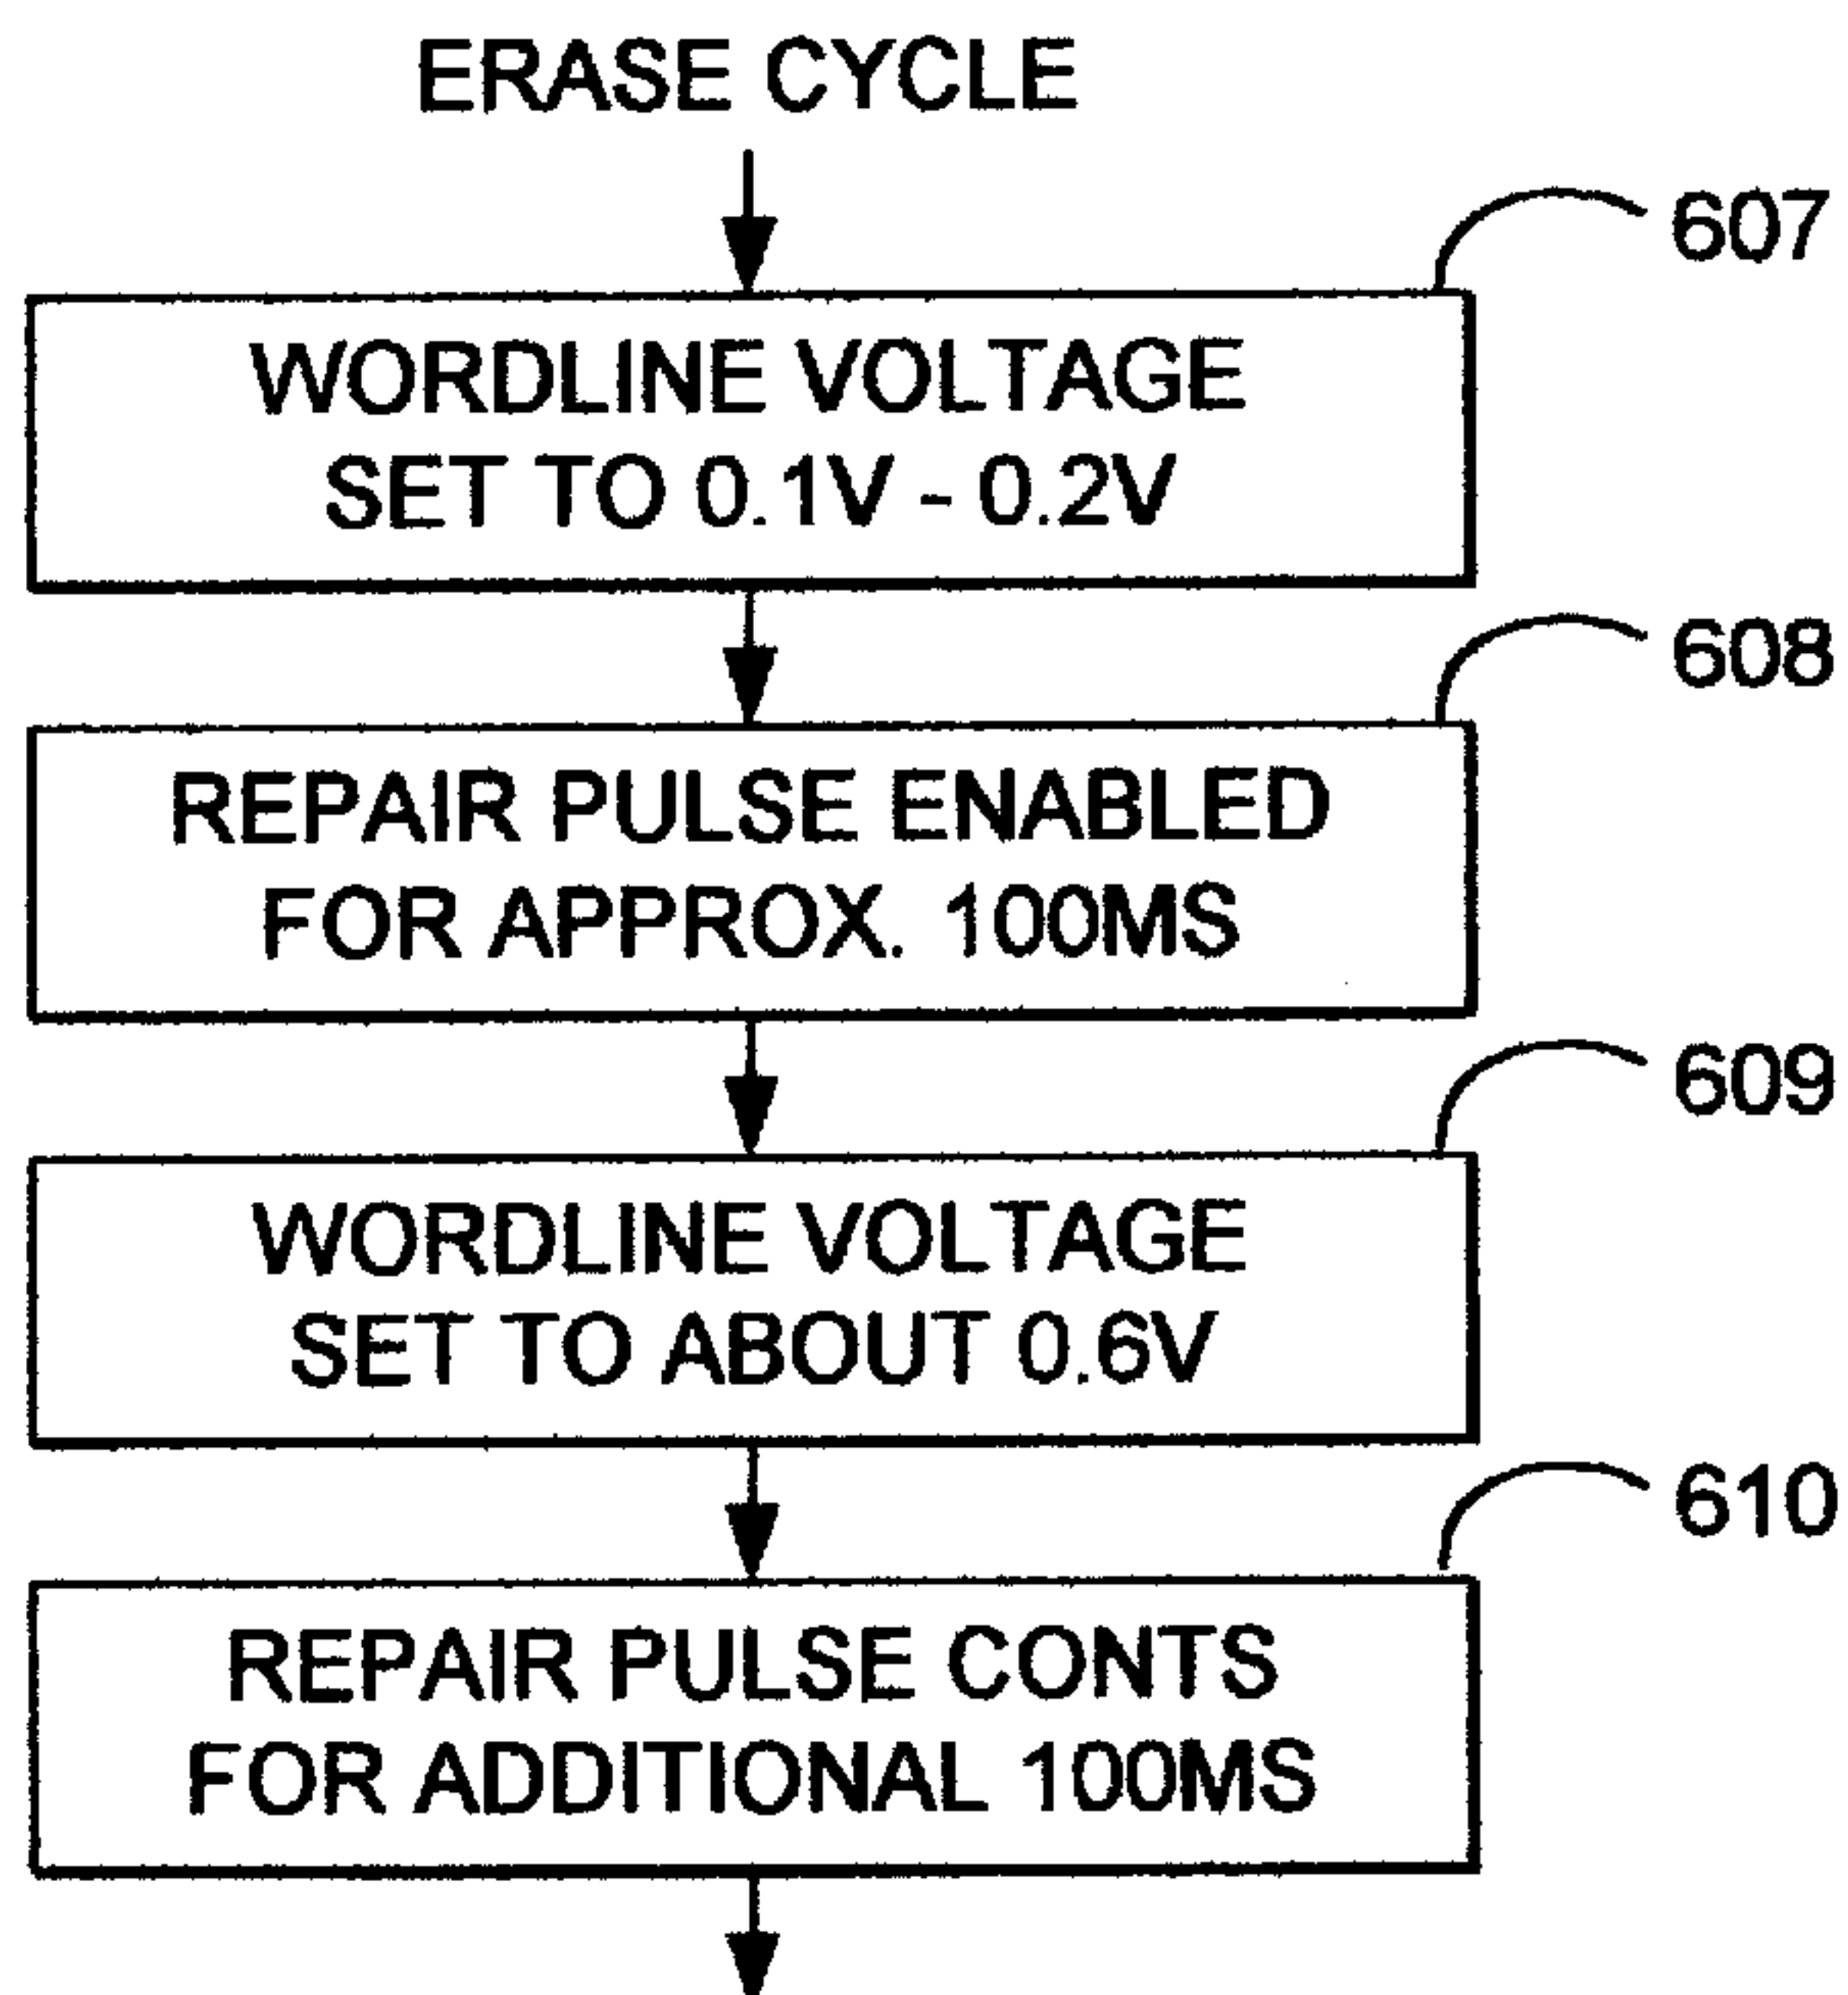 ERASE CYCLE
607
WORDLINE VOLTAGE
SET TO 0.1V - 0.2V
608
REPAIR PULSE ENABLED
FOR APPROX. 100MS
609
WORDLINE VOLTAGE
SET TO ABOUT 0.6V
610
REPAIR PULSE CONTS
FOR ADDITIONAL 100MS